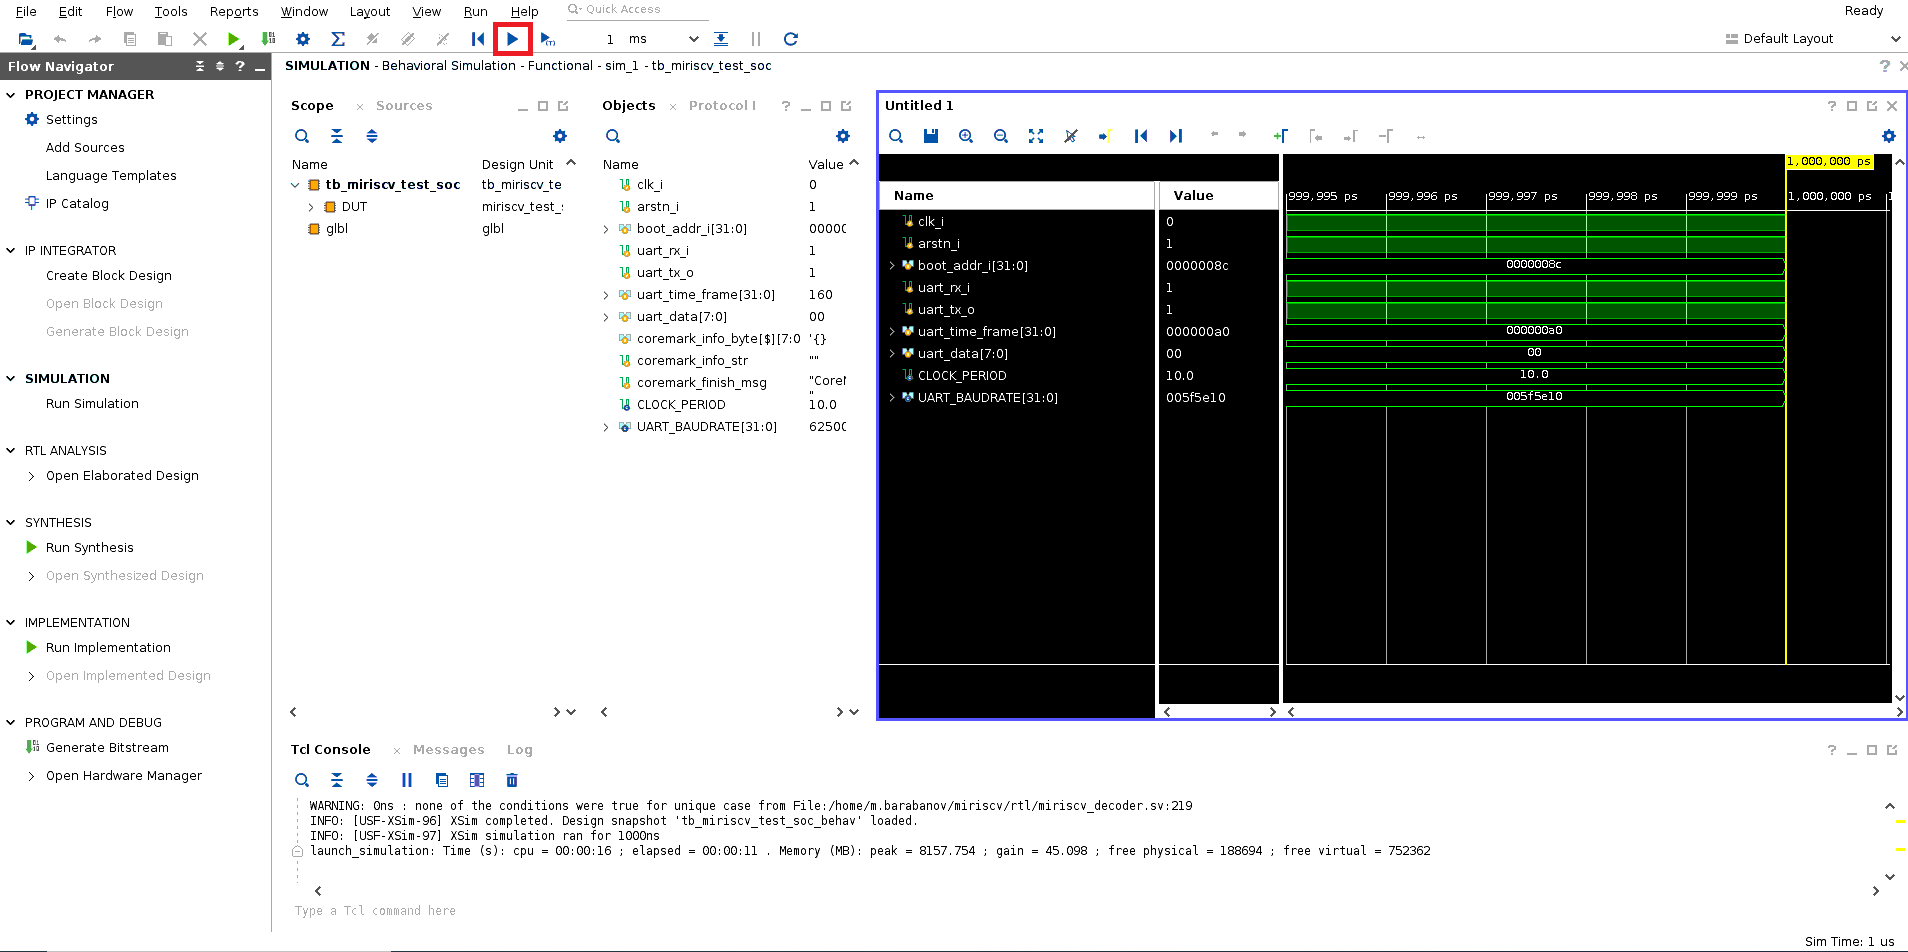 File Edit Flow Tools Reports Window Layout View Run Help Quick Access Ready
1 ms Default Layout
Flow Navigator ? _
SIMULATION - Behavioral Simulation - Functional - sim_1 - tb_miriscv_test_soc
PROJECT MANAGER
Settings
Add Sources
Language Templates
IP Catalog
IP INTEGRATOR
Create Block Design
Open Block Design
Generate Block Design
SIMULATION
Run Simulation
RTL ANALYSIS
Open Elaborated Design
SYNTHESIS
Run Synthesis
Open Synthesized Design
IMPLEMENTATION
Run Implementation
Open Implemented Design
PROGRAM AND DEBUG
Generate Bitstream
Open Hardware Manager
Scope Sources
Name Design Unit
tb_miriscv_test_soc tb_miriscv_te
DUT miriscv_test_
glbl glbl
Objects Protocol I
Name Value
clk_i 0
arstn_i 1
boot_addr_i[31:0] 0000
uart_rx_i 1
uart_tx_o 1
uart_time_frame[31:0] 160
uart_data[7:0] 00
coremark_info_byte[$][7:0 '{}
coremark_info_str ""
coremark_finish_msg "Corel
CLOCK_PERIOD 10.0
UART_BAUDRATE[31:0] 6250
Untitled 1
1,000,000 ps
Name Value
999,995 ps 999,996 ps 999,997 ps 999,998 ps 999,999 ps 1,000,000 ps 1
clk_i 0
arstn_i 1
boot_addr_i[31:0] 0000008c 0000008c
uart_rx_i 1
uart_tx_o 1
uart_time_frame[31:0] 000000a0 000000a0
uart_data[7:0] 00 00
CLOCK_PERIOD 10.0 10.0
UART_BAUDRATE[31:0] 005f5e10 005f5e10
Tcl Console Messages Log
WARNING: 0ns : none of the conditions were true for unique case from File:/home/m.barabanov/miriscv/rtl/miriscv_decoder.sv:219
INFO: [USF-XSim-96] XSim completed. Design snapshot 'tb_miriscv_test_soc_behav' loaded.
INFO: [USF-XSim-97] XSim simulation ran for 1000ns
launch_simulation: Time (s): cpu = 00:00:16 ; elapsed = 00:00:11 . Memory (MB): peak = 8157.754 ; gain = 45.098 ; free physical = 188694 ; free virtual = 752362
Type a Tcl command here
Sim Time: 1 us